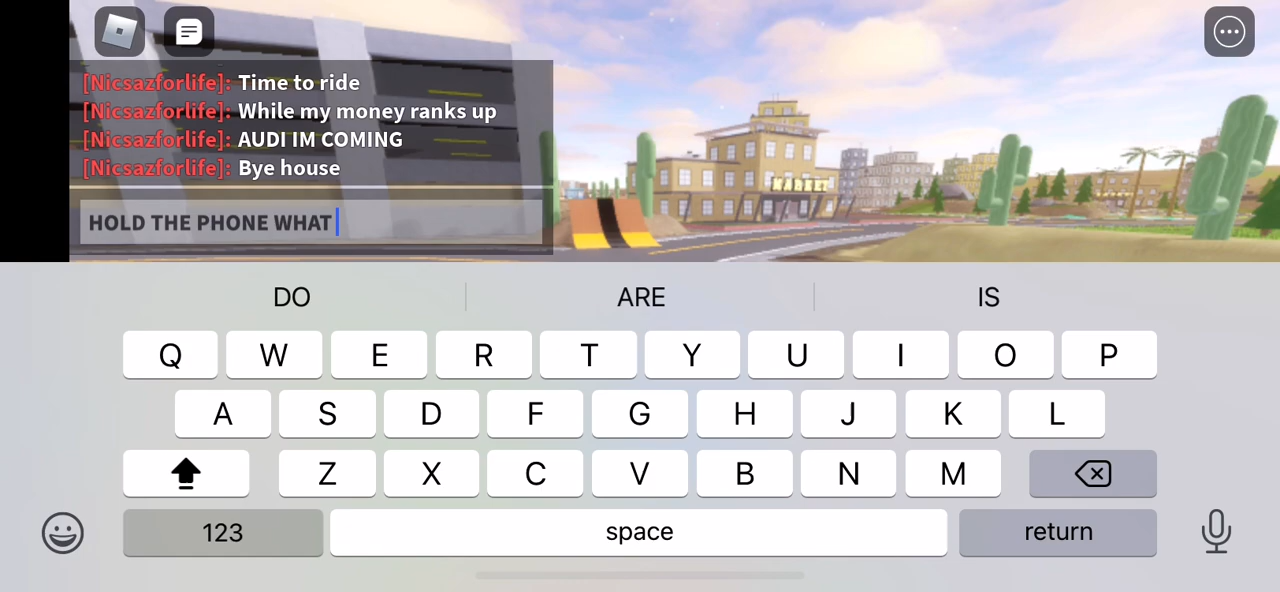 [Nicsazforlife]: Time to ride
[Nicsazforlife]: While my money ranks up
[Nicsazforlife]: AUDI IM COMING
[Nicsazforlife]: Bye house
HOLD THE PHONE WHAT
MARKET
DO ARE IS
Q W E R T Y U I O P
A S D F G H J K L
Z X C V B N M
123 space return